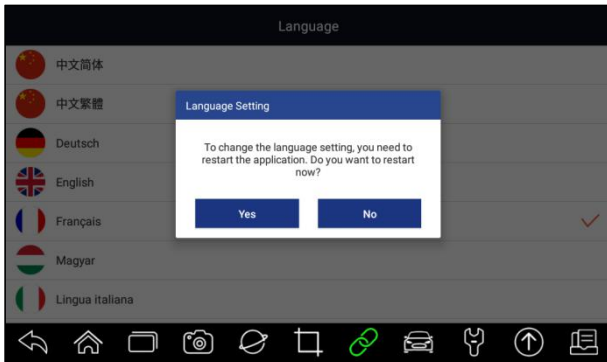 Language
中文简体
中文繁體
Deutsch
English
Français
Magyar
Lingua italiana
Language Setting
To change the language setting, you need to
restart the application. Do you want to restart
now?
Yes
No